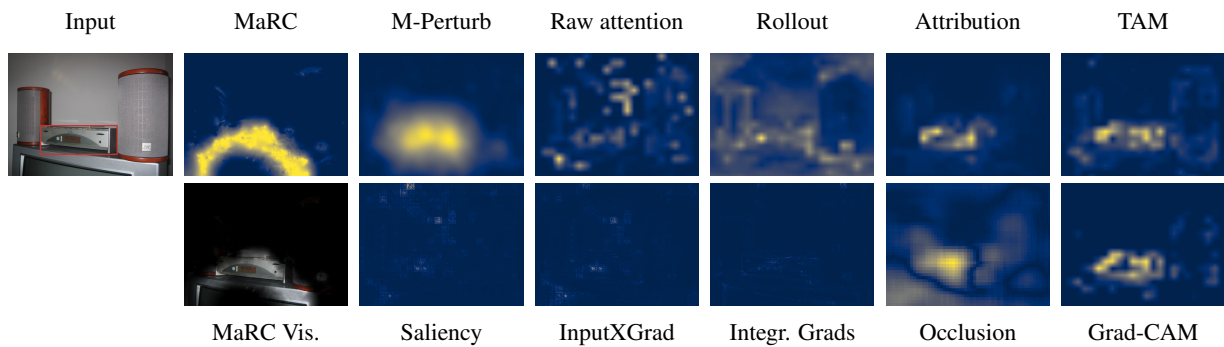 Input MaRC M-Perturb Raw attention Rollout Attribution TAM
MaRC Vis. Saliency InputXGrad Integr. Grads Occlusion Grad-CAM